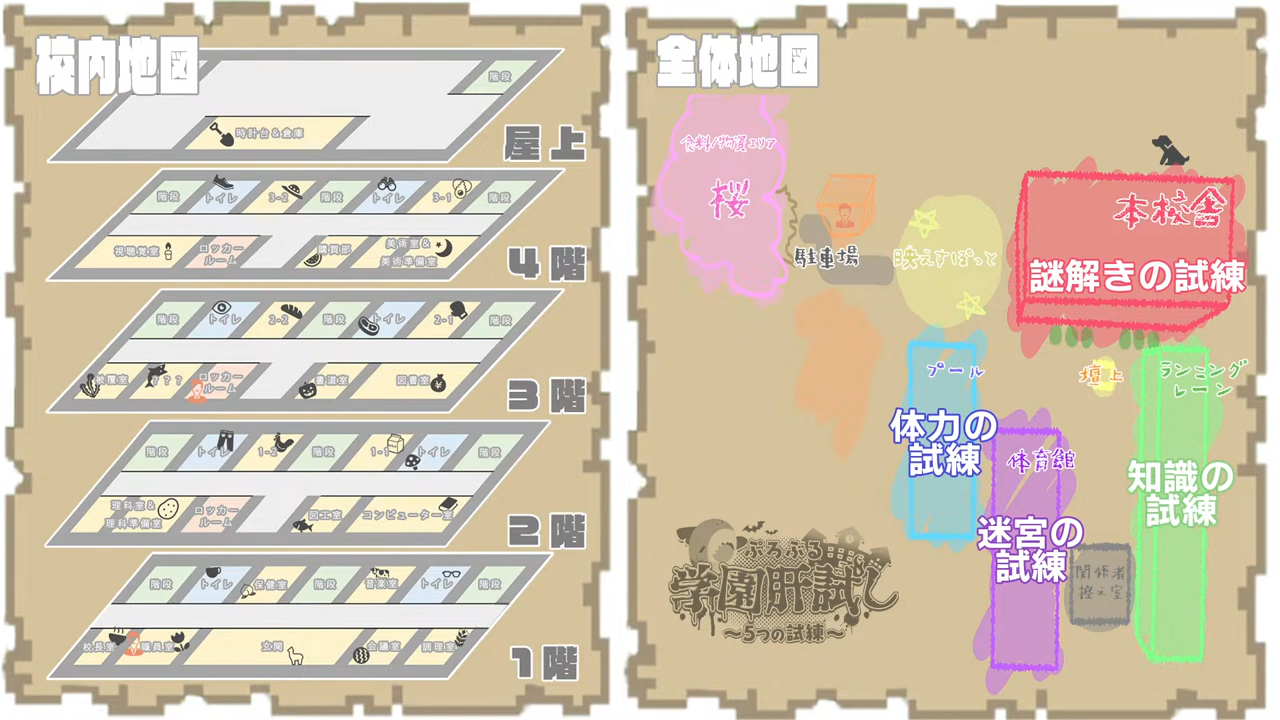 校内地図
階段
時計台＆倉庫
屋上
階段
トイレ
3-2
階段
トイレ
3-1
階段
視聴覚室
ロッカー
ルーム
購買部
美術室＆
美術準備室
4階
階段
トイレ
2-2
階段
トイレ
2-1
階段
被覆室
???
ロッカー
ルーム
書道室
図書室
3階
階段
トイレ
1-2
階段
1-1
トイレ
階段
理科室＆
理科準備室
ロッカー
ルーム
図工室
コンピューター室
2階
階段
トイレ
保健室
階段
音楽室
トイレ
階段
校長室
職員室
玄関
会議室
調理室
1階
全体地図
食料/物販エリア
桜
駐車場
映えすぽっと
本校舎
謎解きの試練
プール
体力の
試練
壇上
ランニング
レーン
知識の
試練
体育館
迷宮の
試練
関係者
控え室
ぷろぷる
学園肝試し
～5つの試練～